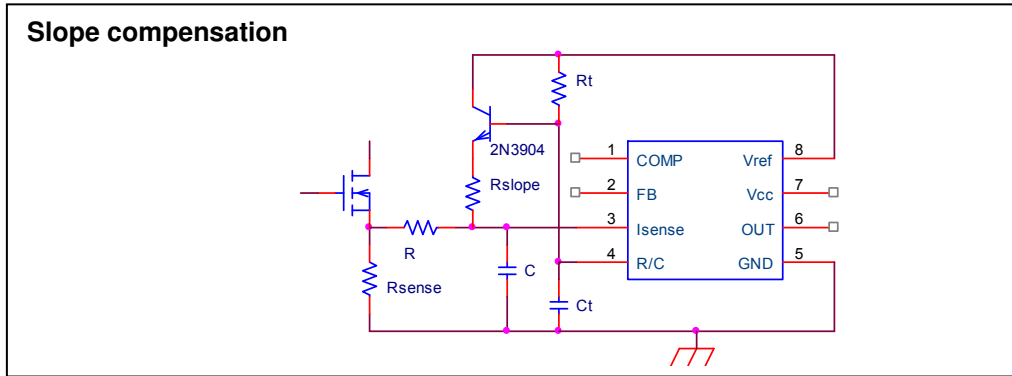 Slope compensation
Rt
2N3904
Rslope
R
Rsense
C
Ct
1 COMP Vref 8
2 FB Vcc 7
3 Isense OUT 6
4 R/C GND 5